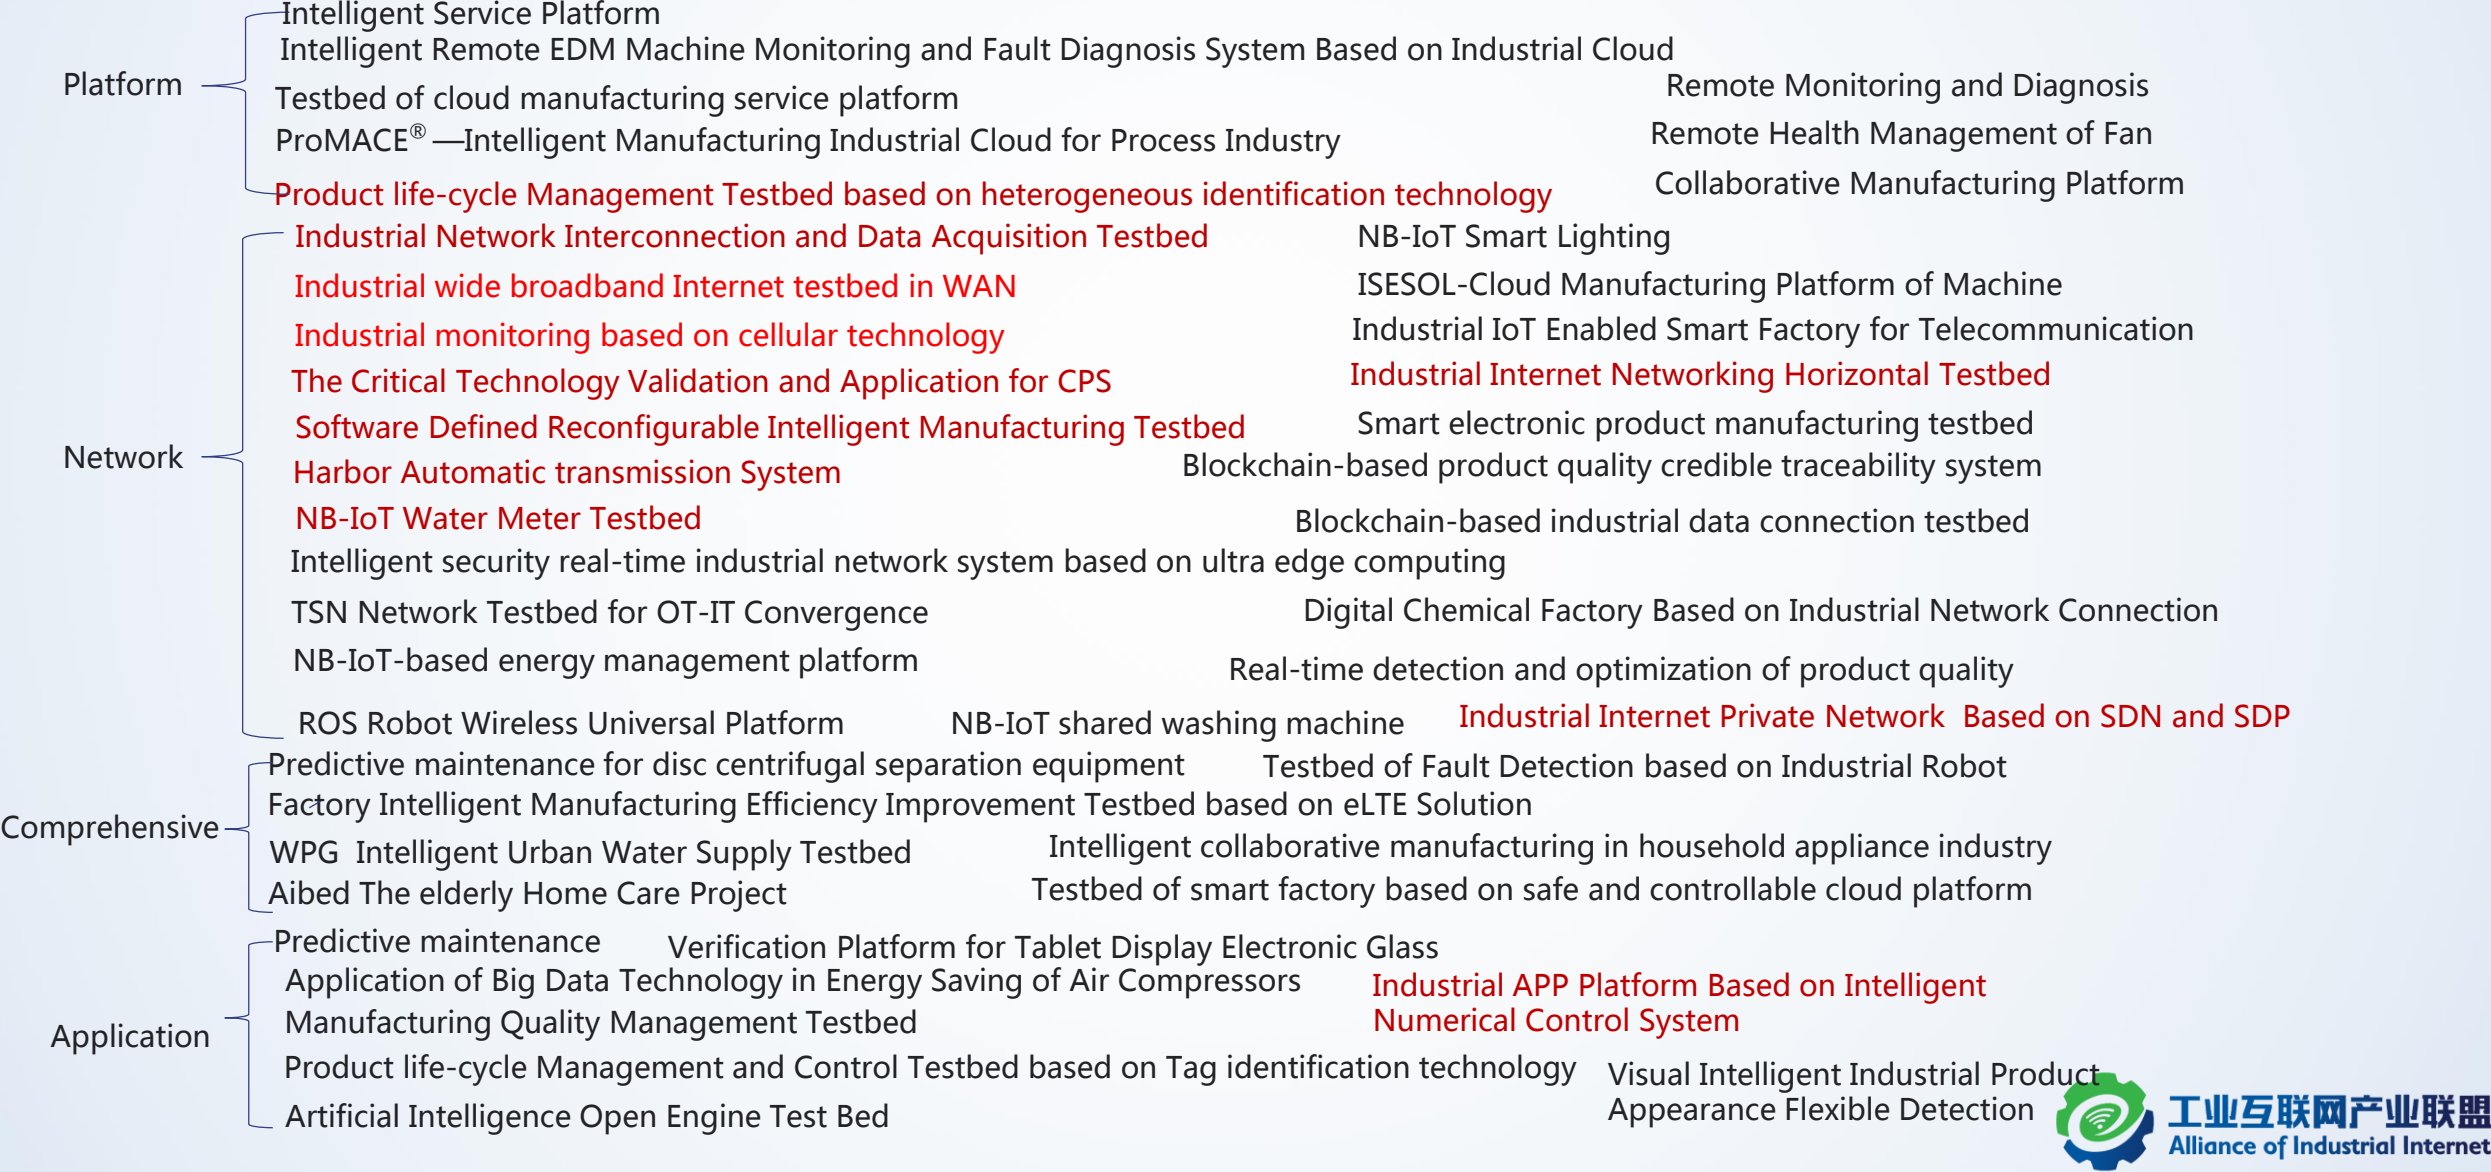 Platform
Intelligent Service Platform
Intelligent Remote EDM Machine Monitoring and Fault Diagnosis System Based on Industrial Cloud
Testbed of cloud manufacturing service platform
ProMACE® —Intelligent Manufacturing Industrial Cloud for Process Industry
Product life-cycle Management Testbed based on heterogeneous identification technology
Remote Monitoring and Diagnosis
Remote Health Management of Fan
Collaborative Manufacturing Platform
Network
Industrial Network Interconnection and Data Acquisition Testbed
Industrial wide broadband Internet testbed in WAN
Industrial monitoring based on cellular technology
The Critical Technology Validation and Application for CPS
Software Defined Reconfigurable Intelligent Manufacturing Testbed
Harbor Automatic transmission System
NB-IoT Water Meter Testbed
Intelligent security real-time industrial network system based on ultra edge computing
TSN Network Testbed for OT-IT Convergence
NB-IoT-based energy management platform
ROS Robot Wireless Universal Platform
NB-IoT Smart Lighting
ISESOL-Cloud Manufacturing Platform of Machine
Industrial IoT Enabled Smart Factory for Telecommunication
Industrial Internet Networking Horizontal Testbed
Smart electronic product manufacturing testbed
Blockchain-based product quality credible traceability system
Blockchain-based industrial data connection testbed
Digital Chemical Factory Based on Industrial Network Connection
Real-time detection and optimization of product quality
NB-IoT shared washing machine
Industrial Internet Private Network Based on SDN and SDP
Comprehensive
Predictive maintenance for disc centrifugal separation equipment
Testbed of Fault Detection based on Industrial Robot
Factory Intelligent Manufacturing Efficiency Improvement Testbed based on eLTE Solution
WPG Intelligent Urban Water Supply Testbed
Intelligent collaborative manufacturing in household appliance industry
Aibed The elderly Home Care Project
Testbed of smart factory based on safe and controllable cloud platform
Application
Predictive maintenance
Verification Platform for Tablet Display Electronic Glass
Application of Big Data Technology in Energy Saving of Air Compressors
Industrial APP Platform Based on Intelligent
Numerical Control System
Manufacturing Quality Management Testbed
Product life-cycle Management and Control Testbed based on Tag identification technology
Visual Intelligent Industrial Product
Appearance Flexible Detection
Artificial Intelligence Open Engine Test Bed
工业互联网产业联盟
Alliance of Industrial Internet